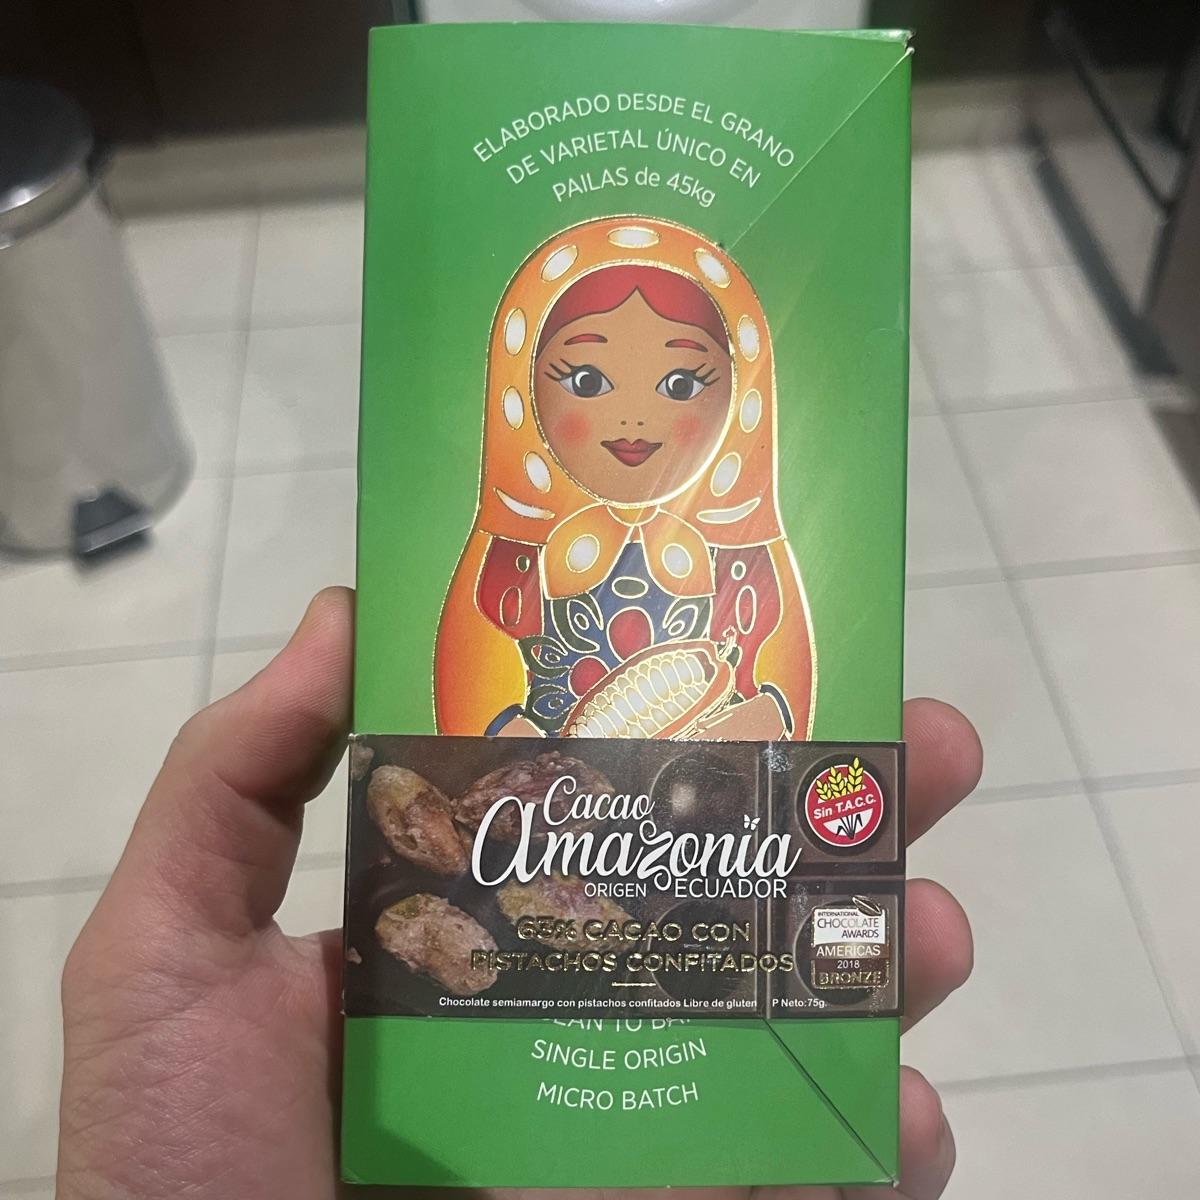 ELABORADO DESDE EL GRANO
DE VARIETAL ÚNICO EN
PAILAS de 45kg
Cacao
Amazonia
ORIGEN ECUADOR
65% CACAO CON
PISTACHOS CONFITADOS
Chocolate semiamargo con pistachos confitados Libre de gluten
P Neto:75g.
Sin T.A.C.C.
INTERNATIONAL
CHOCOLATE
AWARDS
AMERICAS
2018
BRONZE
SINGLE ORIGIN
MICRO BATCH